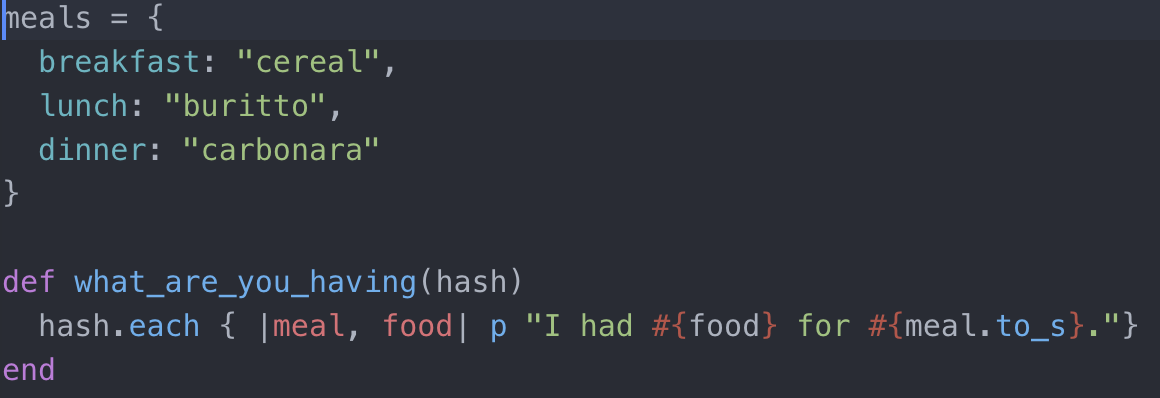 meals = {
  breakfast: "cereal",
  lunch: "buritto",
  dinner: "carbonara"
}

def what_are_you_having(hash)
  hash.each { |meal, food| p "I had #{food} for #{meal.to_s}."}
end